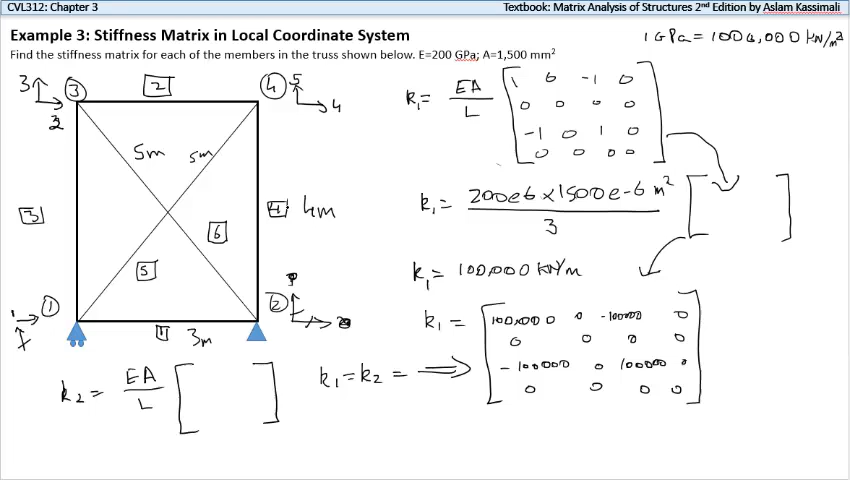 CVL312: Chapter 3
Textbook: Matrix Analysis of Structures 2nd Edition by Aslam Kassimali
Example 3: Stiffness Matrix in Local Coordinate System
Find the stiffness matrix for each of the members in the truss shown below. E=200 GPa; A=1,500 mm²
1 GPa = 1000,000 KN/m²
3 ③ 2 ④ 5
4
5m 5m
3 4 4m
6
5
① ②
1
3m
k₁ = EA/L [ 1 0 -1 0
0 0 0 0
-1 0 1 0
0 0 0 0 ]
k₁ = 200e6 x 1500e-6 m² / 3 [ ]
k₁ = 100,000 KN/m
k₁ = [ 100,000 0 -100000 0
0 0 0 0
-100000 0 100000 0
0 0 0 0 ]
k₂ = EA/L [ ]
k₁ = k₂ = ⟹